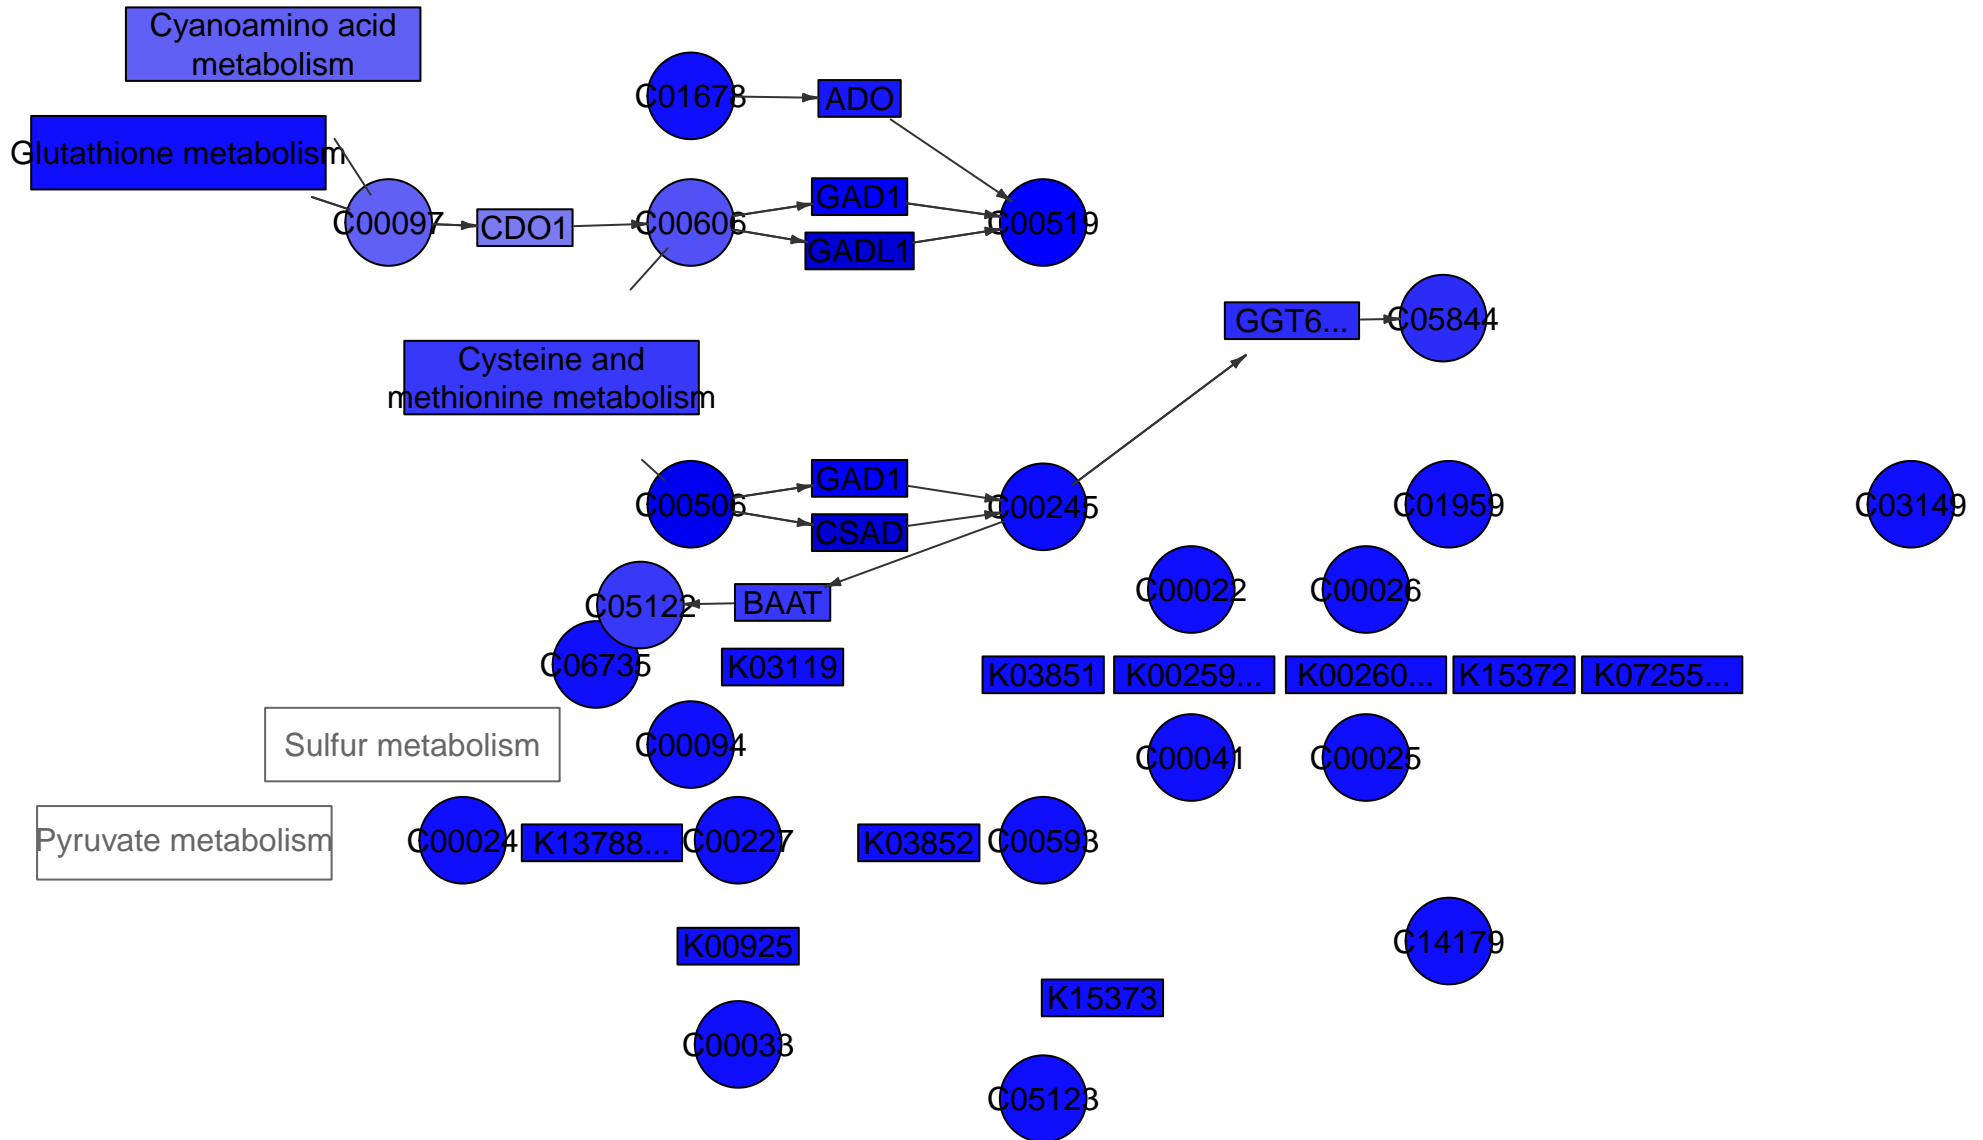 Cyanoamino acid
metabolism
C01678
ADO
Glutathione metabolism
C00097
CDO1
C00606
GAD1
GADL1
C00519
GGT6...
C05844
Cysteine and
methionine metabolism
C00506
GAD1
CSAD
C00245
C01959
C03149
C05122
BAAT
C00022
C00026
C06735
K03119
K03851
K00259...
K00260...
K15372
K07255...
Sulfur metabolism
C00094
C00041
C00025
Pyruvate metabolism
C00024
K13788...
C00227
K03852
C00593
K00925
C14179
K15373
C00033
C05123